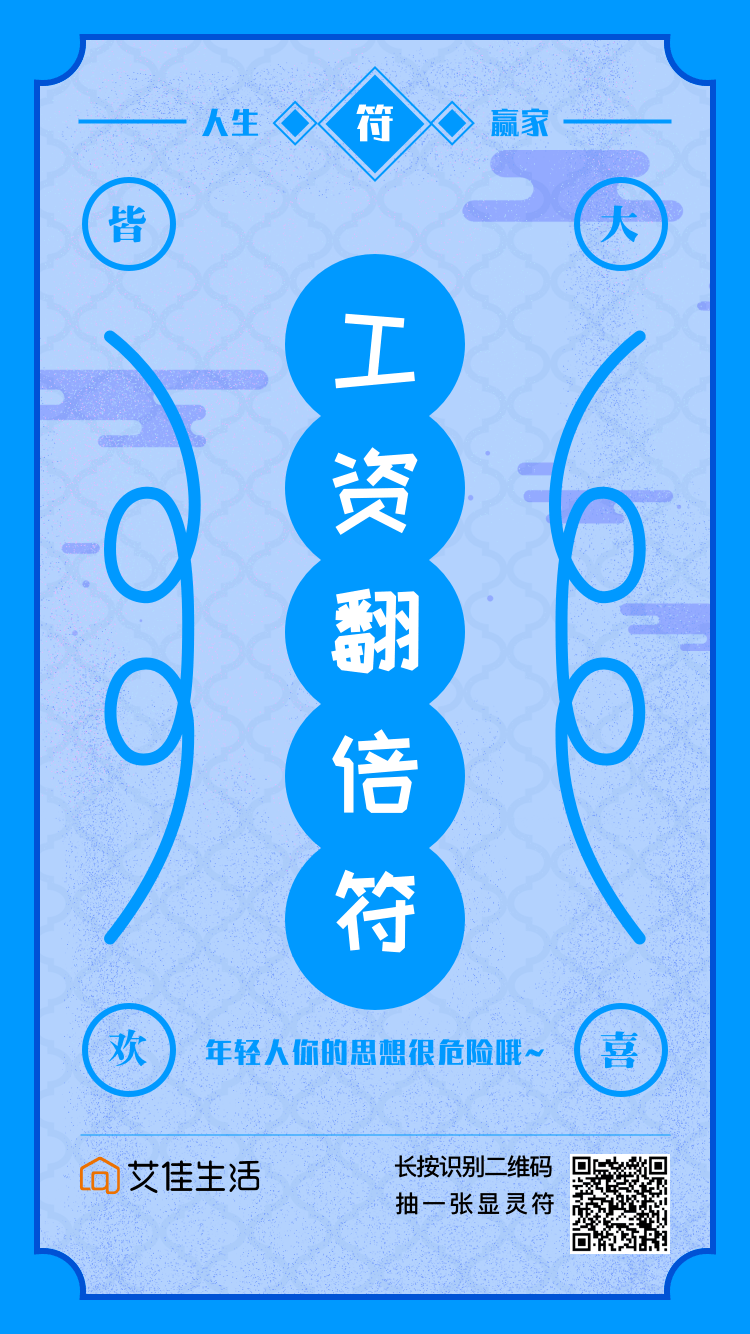 人生 符 赢家
皆 大
工
资
翻
倍
符
欢 喜
年轻人你的思想很危险哦~
艾佳生活
长按识别二维码
抽一张显灵符